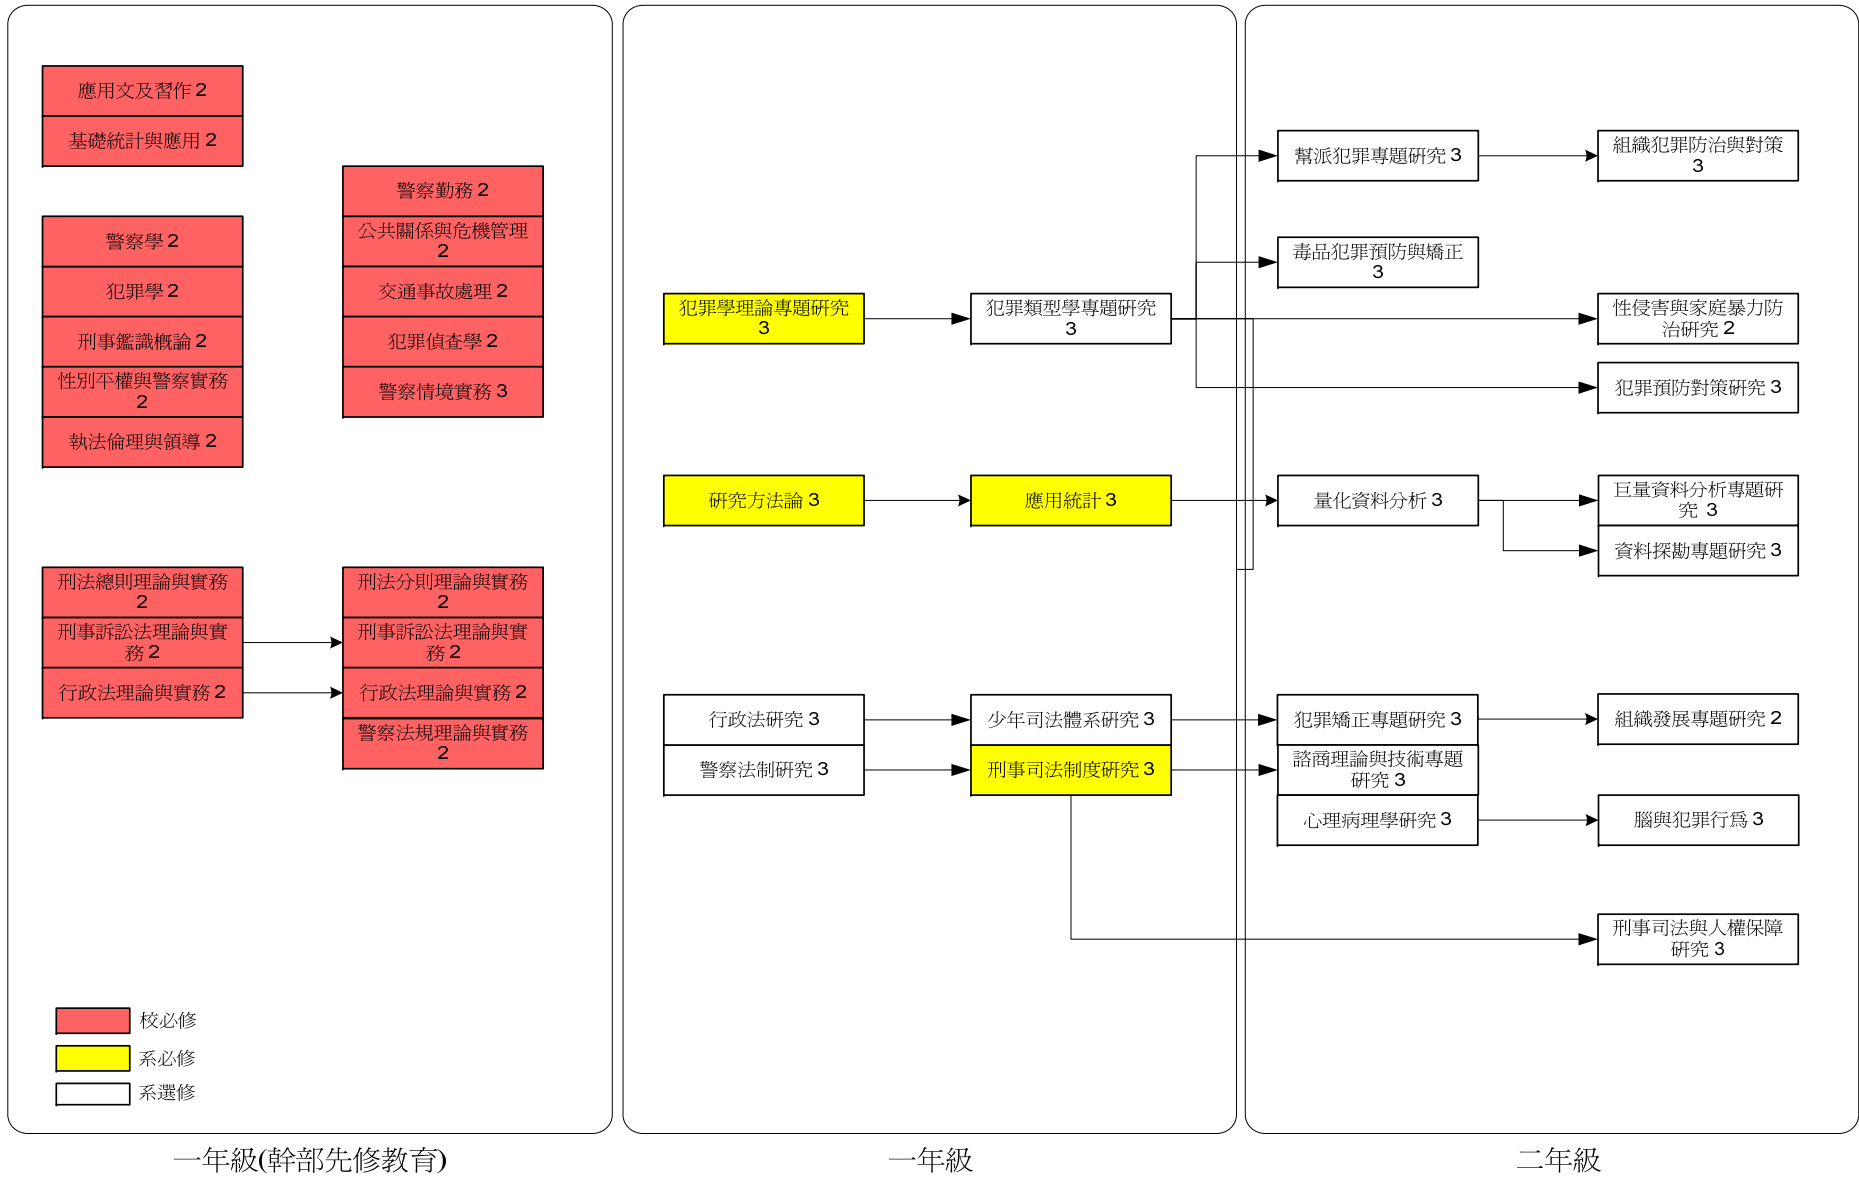 應用文及習作 2
基礎統計與應用 2
警察學 2
犯罪學 2
刑事鑑識概論 2
性別平權與警察實務
2
執法倫理與領導 2
警察勤務 2
公共關係與危機管理
2
交通事故處理 2
犯罪偵查學 2
警察情境實務 3
刑法總則理論與實務
2
刑事訴訟法理論與實
務 2
行政法理論與實務 2
刑法分則理論與實務
2
刑事訴訟法理論與實
務 2
行政法理論與實務 2
警察法規理論與實務
2
校必修
系必修
系選修
一年級(幹部先修教育)
犯罪學理論專題研究
3
犯罪類型學專題研究
3
研究方法論 3
應用統計 3
行政法研究 3
警察法制研究 3
少年司法體系研究 3
刑事司法制度研究 3
一年級
幫派犯罪專題研究 3
組織犯罪防治與對策
3
毒品犯罪預防與矯正
3
性侵害與家庭暴力防
治研究 2
犯罪預防對策研究 3
量化資料分析 3
巨量資料分析專題研
究 3
資料探勘專題研究 3
犯罪矯正專題研究 3
諮商理論與技術專題
研究 3
心理病理學研究 3
組織發展專題研究 2
腦與犯罪行為 3
刑事司法與人權保障
研究 3
二年級